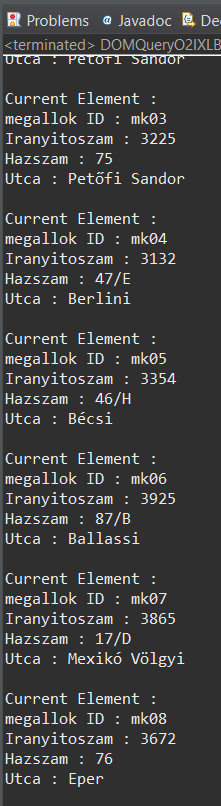 Problems Javadoc
<terminated> DOMQueryO2IXLB
Utca : Petőfi Sandor
Current Element :
megallok ID : mk03
Iranyitoszam : 3225
Hazszam : 75
Utca : Petőfi Sandor
Current Element :
megallok ID : mk04
Iranyitoszam : 3132
Hazszam : 47/E
Utca : Berlini
Current Element :
megallok ID : mk05
Iranyitoszam : 3354
Hazszam : 46/H
Utca : Bécsi
Current Element :
megallok ID : mk06
Iranyitoszam : 3925
Hazszam : 87/B
Utca : Ballassi
Current Element :
megallok ID : mk07
Iranyitoszam : 3865
Hazszam : 17/D
Utca : Mexikó Völgyi
Current Element :
megallok ID : mk08
Iranyitoszam : 3672
Hazszam : 76
Utca : Eper